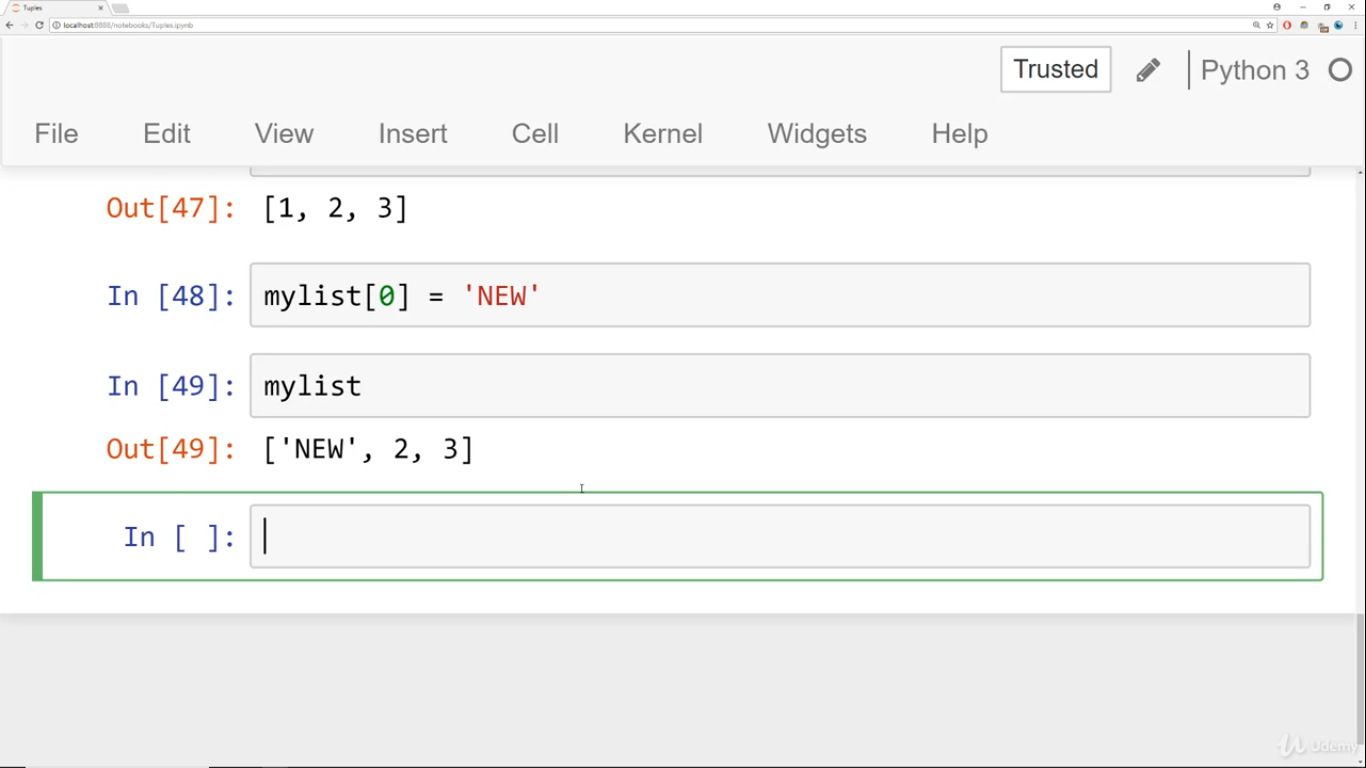 Tuples
localhost:8888/notebooks/Tuples.ipynb
Trusted
Python 3
File Edit View Insert Cell Kernel Widgets Help
Out[47]: [1, 2, 3]
In [48]: mylist[0] = 'NEW'
In [49]: mylist
Out[49]: ['NEW', 2, 3]
In [ ]:
Udemy